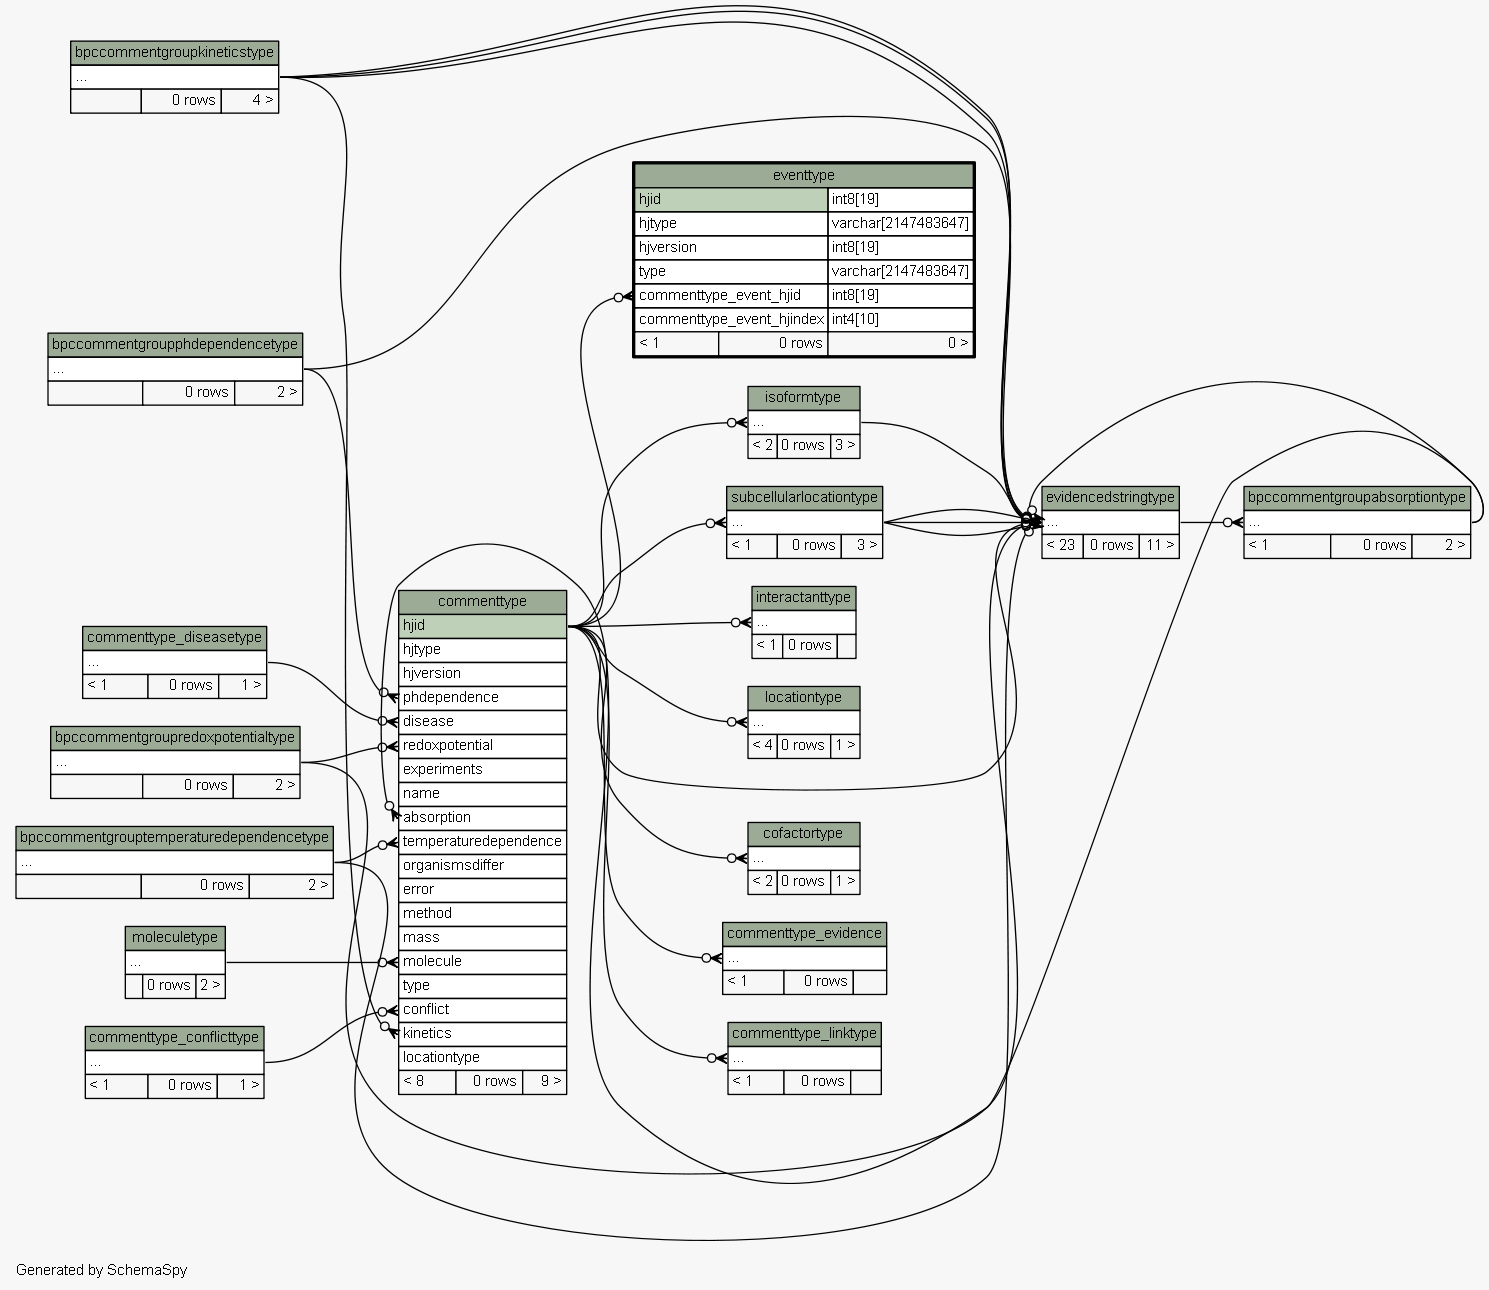 bpccommentgroupkineticstype
...
0 rows 4 >
eventtype
hjid int8[19]
hjtype varchar[2147483647]
hjversion int8[19]
type varchar[2147483647]
commenttype_event_hjid int8[19]
commenttype_event_hjindex int4[10]
< 1 0 rows 0 >
bpccommentgroupphdependencetype
...
0 rows 2 >
isoformtype
...
< 2 0 rows 3 >
subcellularlocationtype
...
< 1 0 rows 3 >
evidencedstringtype
...
< 23 0 rows 11 >
bpccommentgroupabsorptiontype
...
< 1 0 rows 2 >
interactanttype
...
< 1 0 rows
commenttype
hjid
hjtype
hjversion
phdependence
disease
redoxpotential
experiments
name
absorption
temperaturedependence
organismsdiffer
error
method
mass
molecule
type
conflict
kinetics
locationtype
< 8 0 rows 9 >
commenttype_diseasetype
...
< 1 0 rows 1 >
locationtype
...
< 4 0 rows 1 >
bpccommentgroupredoxpotentialtype
...
0 rows 2 >
bpccommentgrouptemperaturedependencetype
...
0 rows 2 >
cofactortype
...
< 2 0 rows 1 >
moleculetype
...
0 rows 2 >
commenttype_evidence
...
< 1 0 rows
commenttype_conflicttype
...
< 1 0 rows 1 >
commenttype_linktype
...
< 1 0 rows
Generated by SchemaSpy